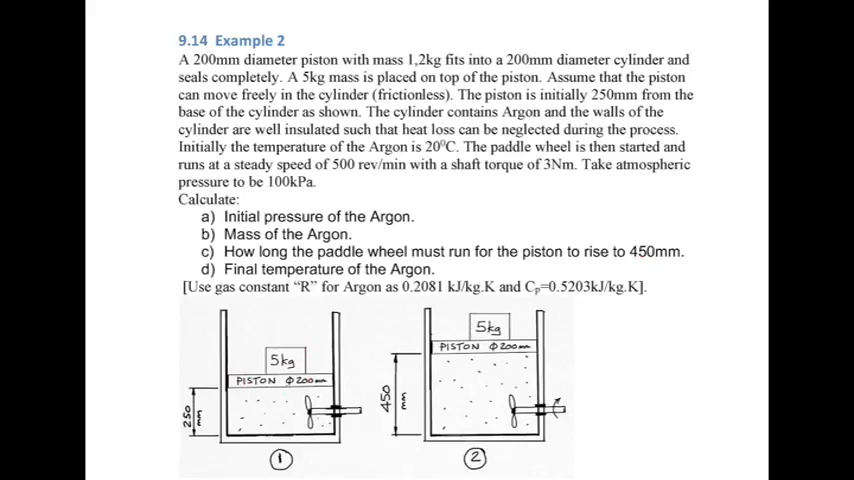 9.14 Example 2
A 200mm diameter piston with mass 1,2kg fits into a 200mm diameter cylinder and
seals completely. A 5kg mass is placed on top of the piston. Assume that the piston
can move freely in the cylinder (frictionless). The piston is initially 250mm from the
base of the cylinder as shown. The cylinder contains Argon and the walls of the
cylinder are well insulated such that heat loss can be neglected during the process.
Initially the temperature of the Argon is 20⁰C. The paddle wheel is then started and
runs at a steady speed of 500 rev/min with a shaft torque of 3Nm. Take atmospheric
pressure to be 100kPa.
Calculate:
a) Initial pressure of the Argon.
b) Mass of the Argon.
c) How long the paddle wheel must run for the piston to rise to 450mm.
d) Final temperature of the Argon.
[Use gas constant "R" for Argon as 0.2081 kJ/kg.K and Cp=0.5203kJ/kg.K].
5kg
PISTON Φ200mm
250 mm
1
5kg
PISTON Φ200mm
450 mm
2